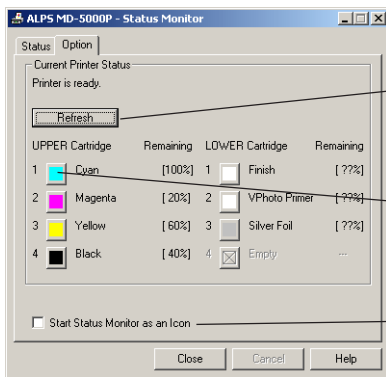 ALPS MD-5000P - Status Monitor
Status Option
Current Printer Status
Printer is ready.
Refresh
UPPER Cartridge Remaining LOWER Cartridge Remaining
1 Cyan [100%] 1 Finish [ ??%]
2 Magenta [ 20%] 2 VPhoto Primer [ ??%]
3 Yellow [ 60%] 3 Silver Foil [ ??%]
4 Black [ 40%] 4 Empty ---
Start Status Monitor as an Icon
Close Cancel Help